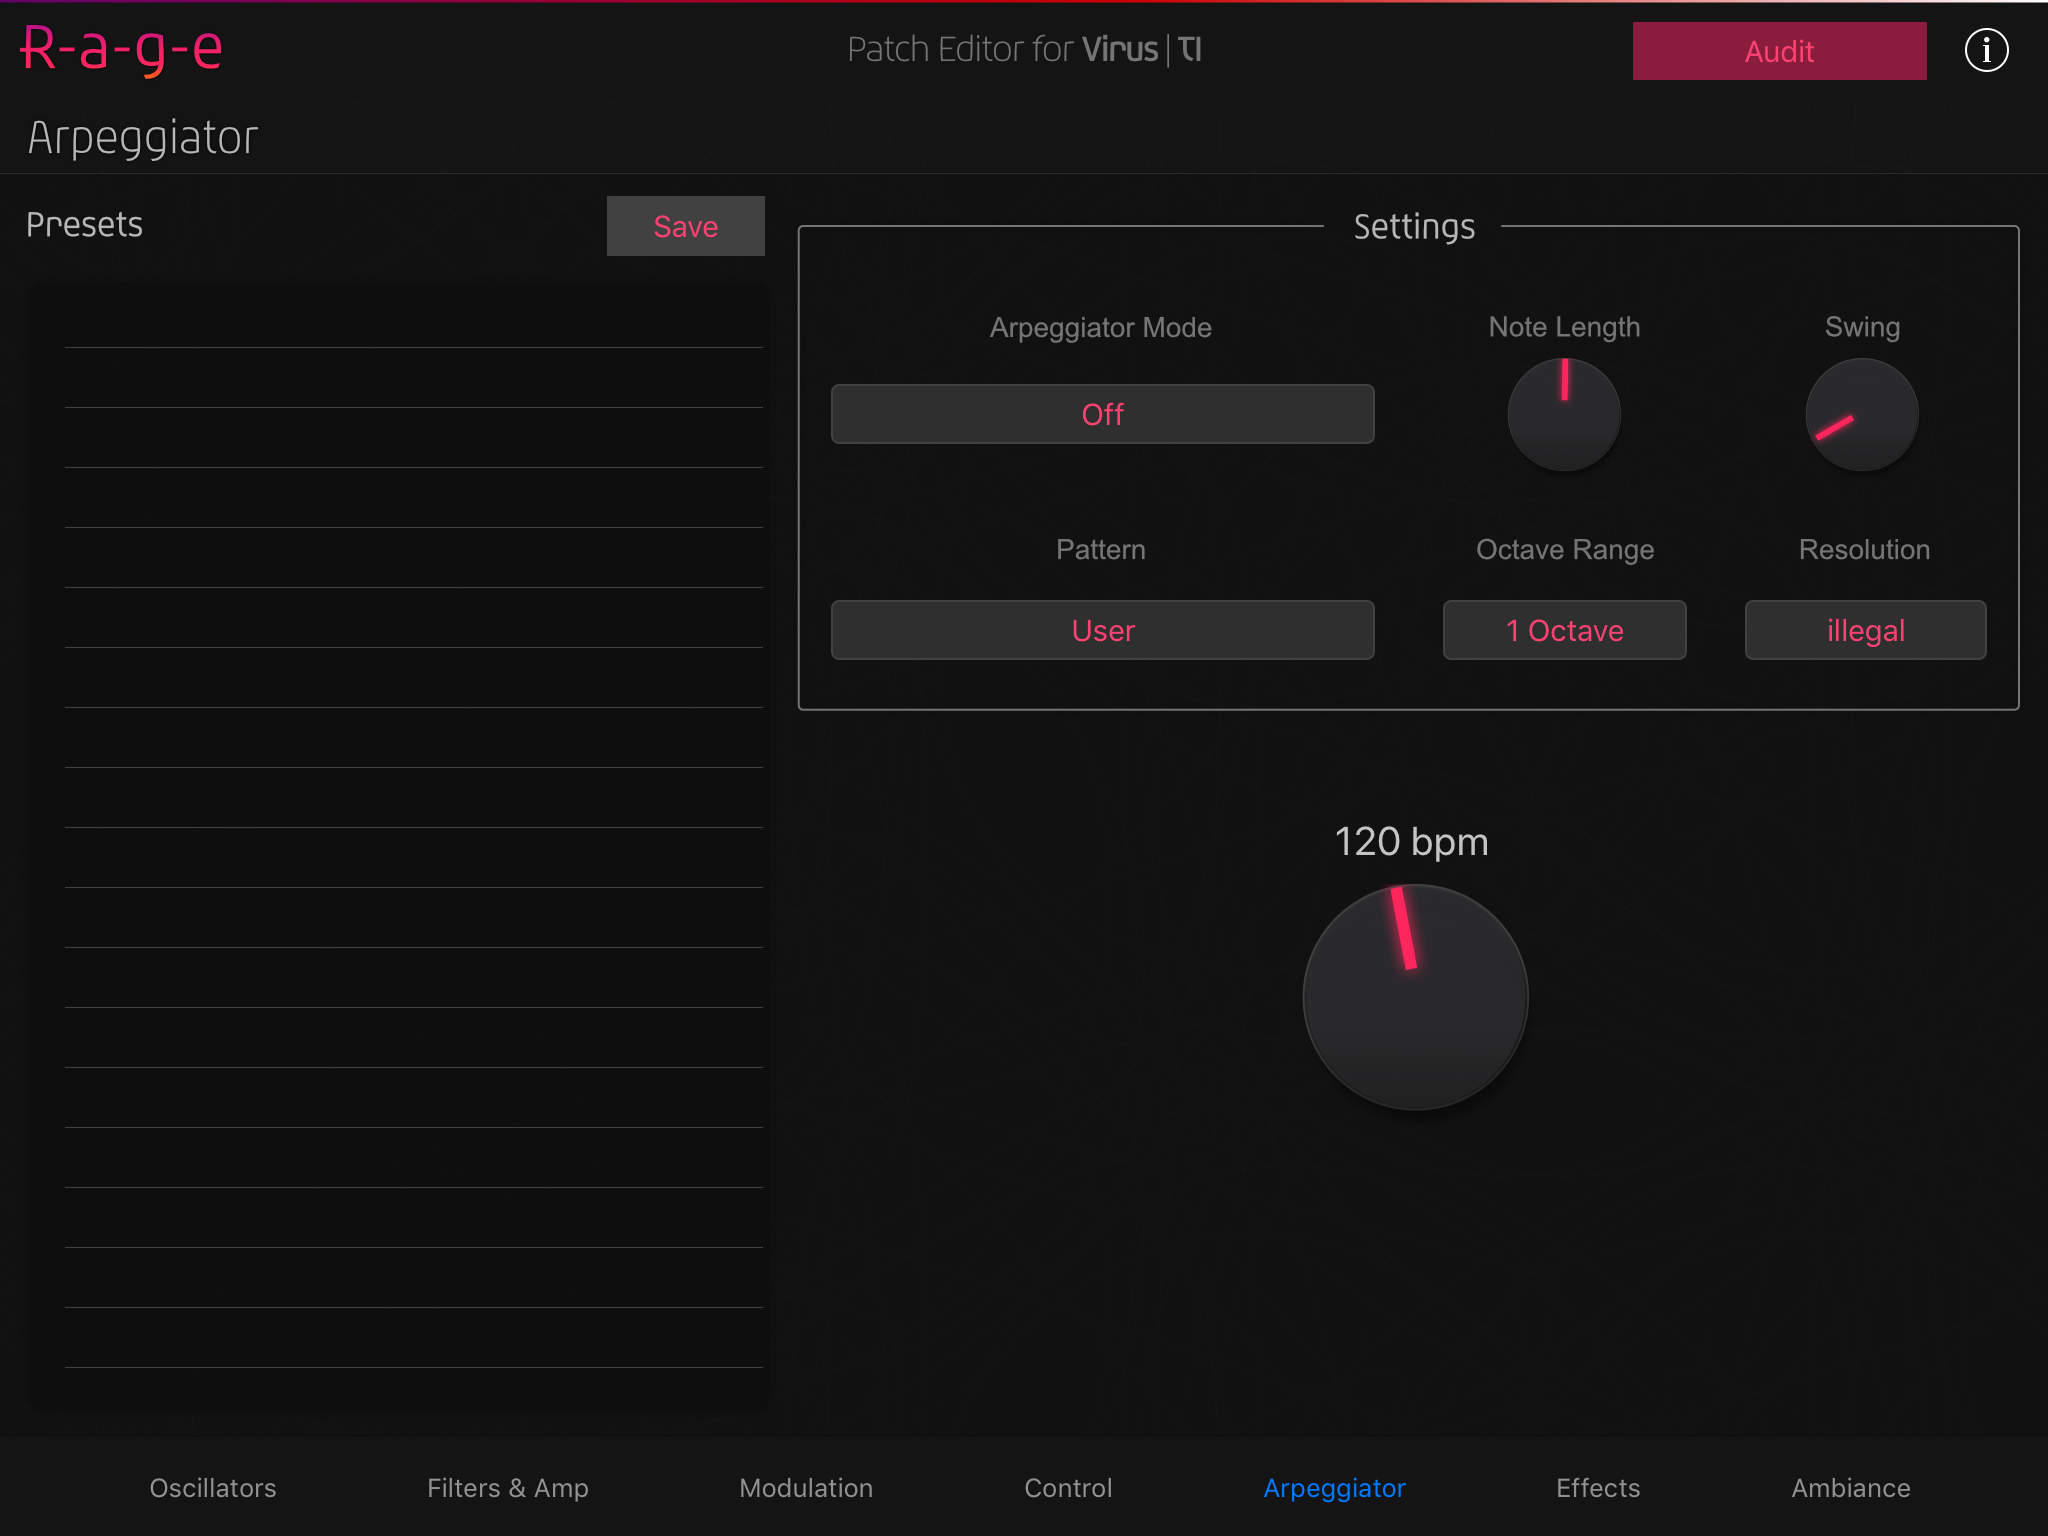 R-a-g-e
Patch Editor for Virus|TI
Audit
i
Arpeggiator
Presets
Save
Settings
Arpeggiator Mode
Note Length
Swing
Off
Pattern
Octave Range
Resolution
User
1 Octave
illegal
120 bpm
Oscillators
Filters & Amp
Modulation
Control
Arpeggiator
Effects
Ambiance